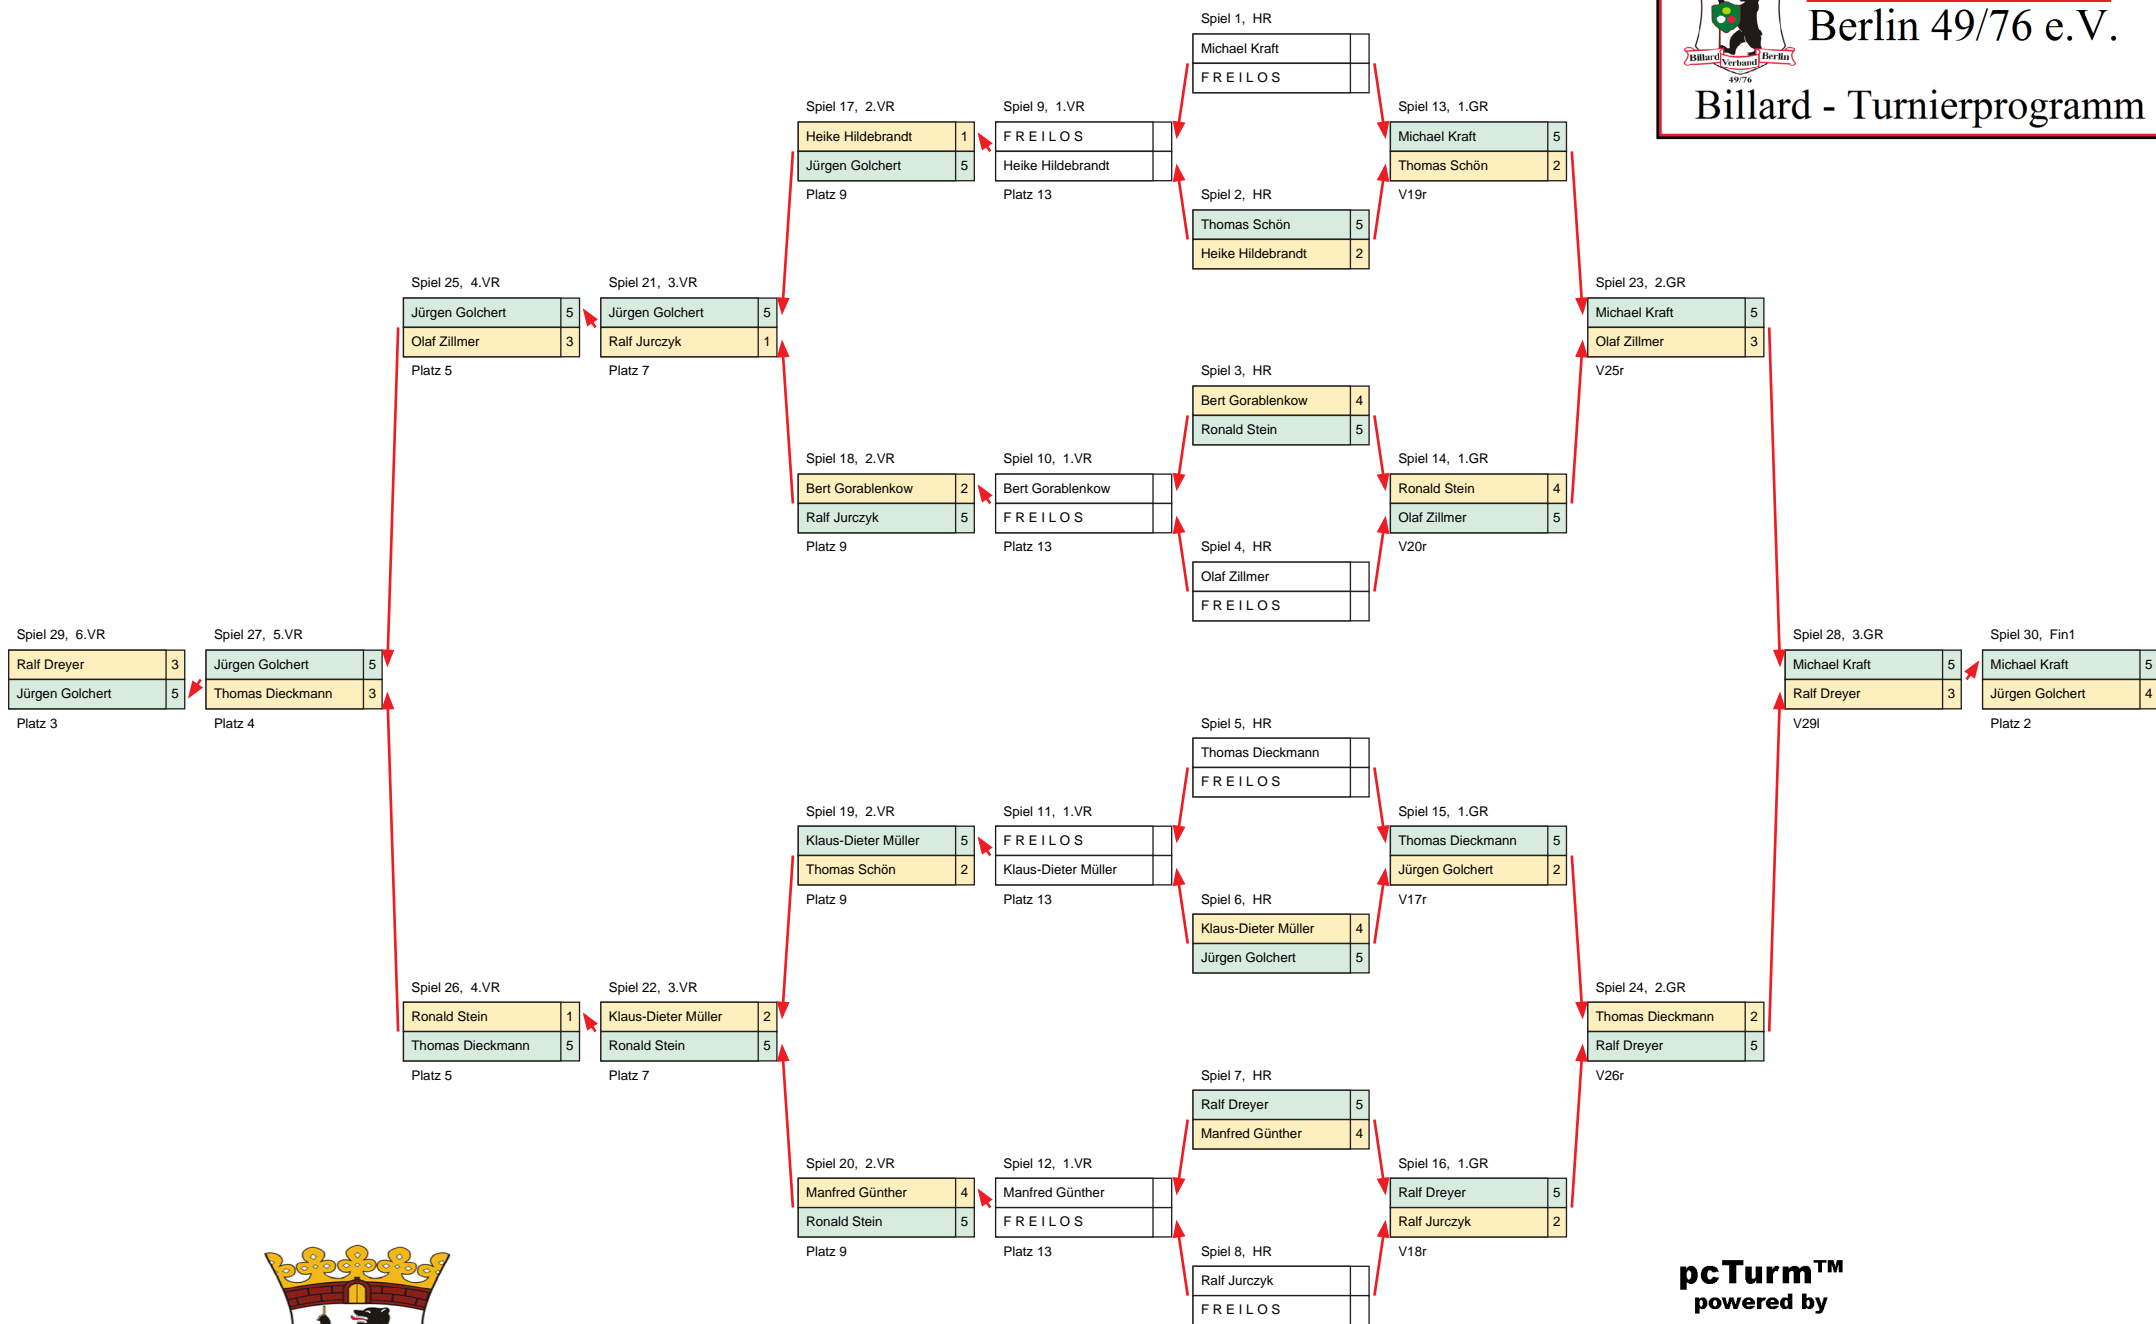 Berlin 49/76 e.V.
Billard Verband Berlin
49/76
Billard - Turnierprogramm
Spiel 1, HR
Michael Kraft
F R E I L O S
Spiel 17, 2.VR
Heike Hildebrandt 1
Jürgen Golchert 5
Platz 9
Spiel 9, 1.VR
F R E I L O S
Heike Hildebrandt
Platz 13
Spiel 13, 1.GR
Michael Kraft 5
Thomas Schön 2
V19r
Spiel 2, HR
Thomas Schön 5
Heike Hildebrandt 2
Spiel 25, 4.VR
Jürgen Golchert 5
Olaf Zillmer 3
Platz 5
Spiel 21, 3.VR
Jürgen Golchert 5
Ralf Jurczyk 1
Platz 7
Spiel 23, 2.GR
Michael Kraft 5
Olaf Zillmer 3
V25r
Spiel 3, HR
Bert Gorablenkow 4
Ronald Stein 5
Spiel 18, 2.VR
Bert Gorablenkow 2
Ralf Jurczyk 5
Platz 9
Spiel 10, 1.VR
Bert Gorablenkow
F R E I L O S
Platz 13
Spiel 14, 1.GR
Ronald Stein 4
Olaf Zillmer 5
V20r
Spiel 4, HR
Olaf Zillmer
F R E I L O S
Spiel 29, 6.VR
Ralf Dreyer 3
Jürgen Golchert 5
Platz 3
Spiel 27, 5.VR
Jürgen Golchert 5
Thomas Dieckmann 3
Platz 4
Spiel 28, 3.GR
Michael Kraft 5
Ralf Dreyer 3
V29l
Spiel 30, Fin1
Michael Kraft 5
Jürgen Golchert 4
Platz 2
Spiel 5, HR
Thomas Dieckmann
F R E I L O S
Spiel 19, 2.VR
Klaus-Dieter Müller 5
Thomas Schön 2
Platz 9
Spiel 11, 1.VR
F R E I L O S
Klaus-Dieter Müller
Platz 13
Spiel 15, 1.GR
Thomas Dieckmann 5
Jürgen Golchert 2
V17r
Spiel 6, HR
Klaus-Dieter Müller 4
Jürgen Golchert 5
Spiel 26, 4.VR
Ronald Stein 1
Thomas Dieckmann 5
Platz 5
Spiel 22, 3.VR
Klaus-Dieter Müller 2
Ronald Stein 5
Platz 7
Spiel 24, 2.GR
Thomas Dieckmann 2
Ralf Dreyer 5
V26r
Spiel 7, HR
Ralf Dreyer 5
Manfred Günther 4
Spiel 20, 2.VR
Manfred Günther 4
Ronald Stein 5
Platz 9
Spiel 12, 1.VR
Manfred Günther
F R E I L O S
Platz 13
Spiel 16, 1.GR
Ralf Dreyer 5
Ralf Jurczyk 2
V18r
Spiel 8, HR
Ralf Jurczyk
F R E I L O S
pcTurm™
powered by